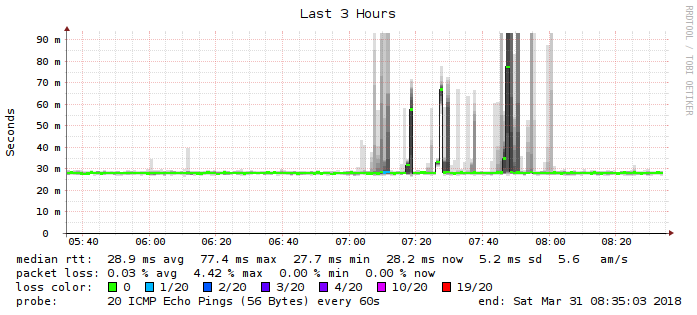 Last 3 Hours
RRDTOOL / TOBI OETIKER
Seconds
90 m
80 m
70 m
60 m
50 m
40 m
30 m
20 m
10 m
0
05:40 06:00 06:20 06:40 07:00 07:20 07:40 08:00 08:20
median rtt: 28.9 ms avg 77.4 ms max 27.7 ms min 28.2 ms now 5.2 ms sd 5.6 am/s
packet loss: 0.03 % avg 4.42 % max 0.00 % min 0.00 % now
loss color: 0 1/20 2/20 3/20 4/20 10/20 19/20
probe: 20 ICMP Echo Pings (56 Bytes) every 60s end: Sat Mar 31 08:35:03 2018